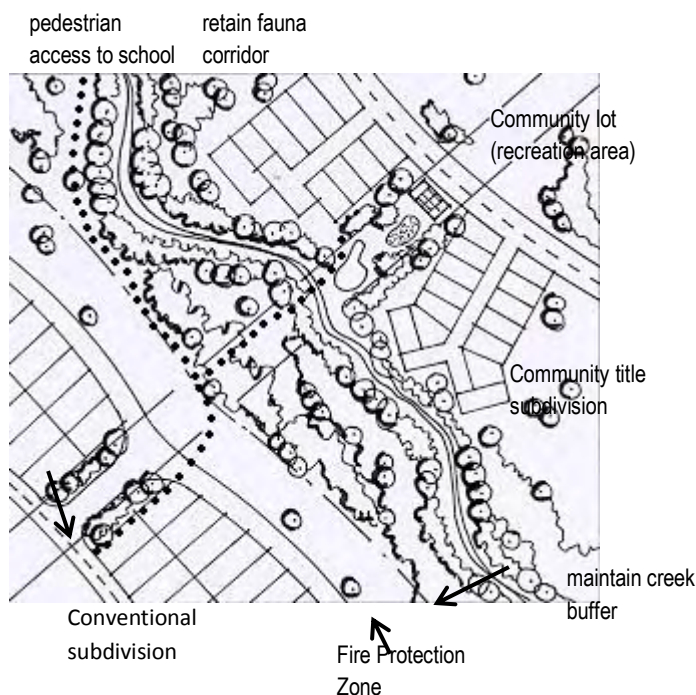 pedestrian
access to school
retain fauna
corridor
Community lot
(recreation area)
Community title
subdivision
maintain creek
buffer
Conventional
subdivision
Fire Protection
Zone